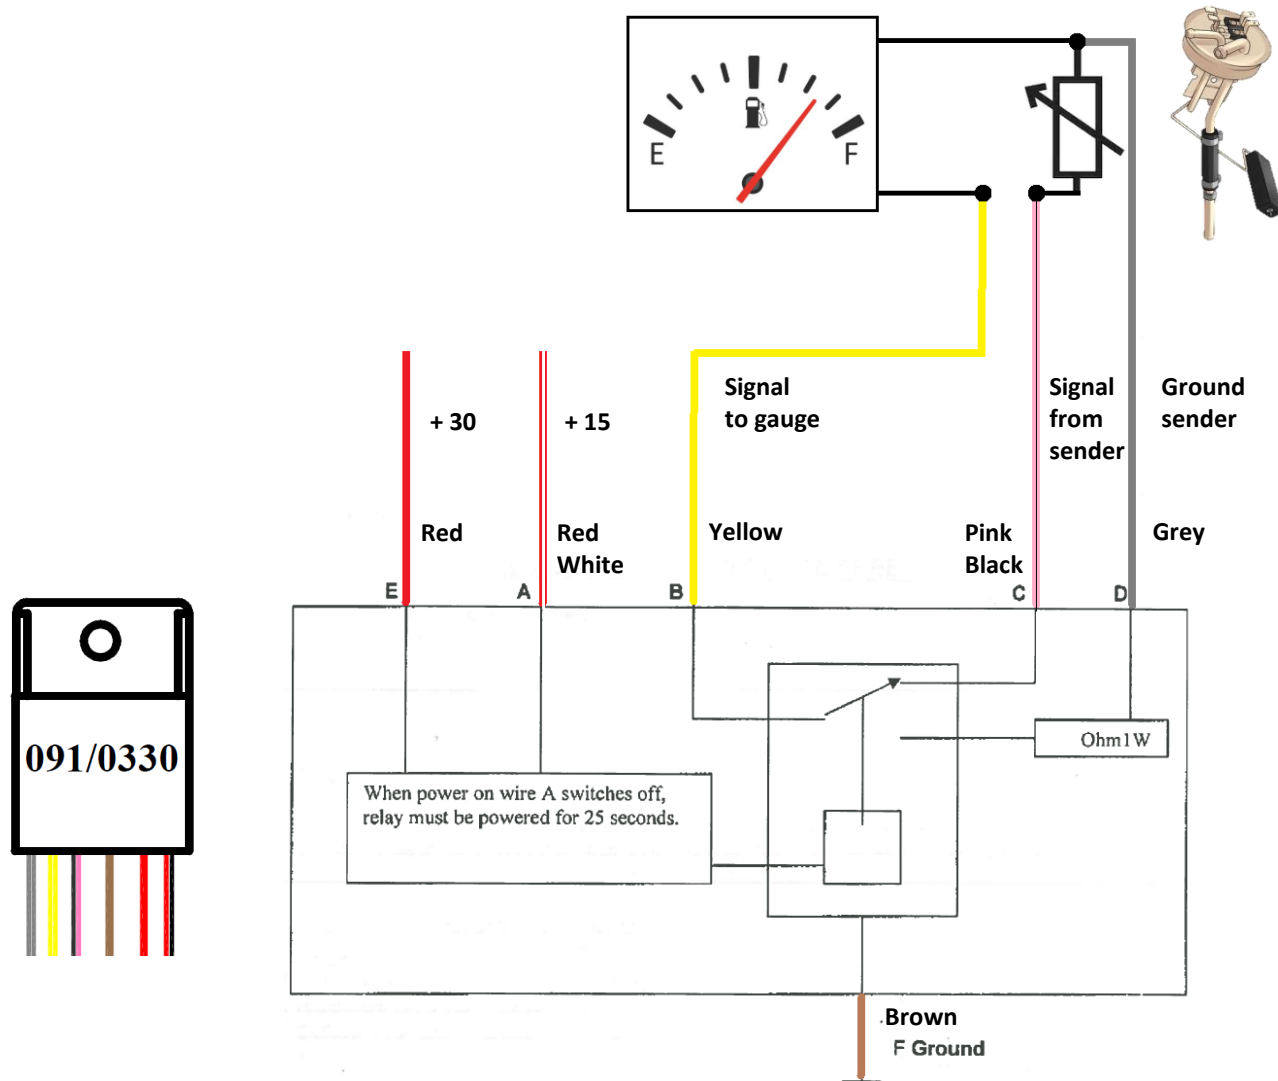 E
F
Signal
to gauge
Signal
from
sender
Ground
sender
+ 30
+ 15
Red
Red
White
Yellow
Pink
Black
Grey
E
A
B
C
D
091/0330
Ohm1W
When power on wire A switches off,
relay must be powered for 25 seconds.
Brown
F Ground